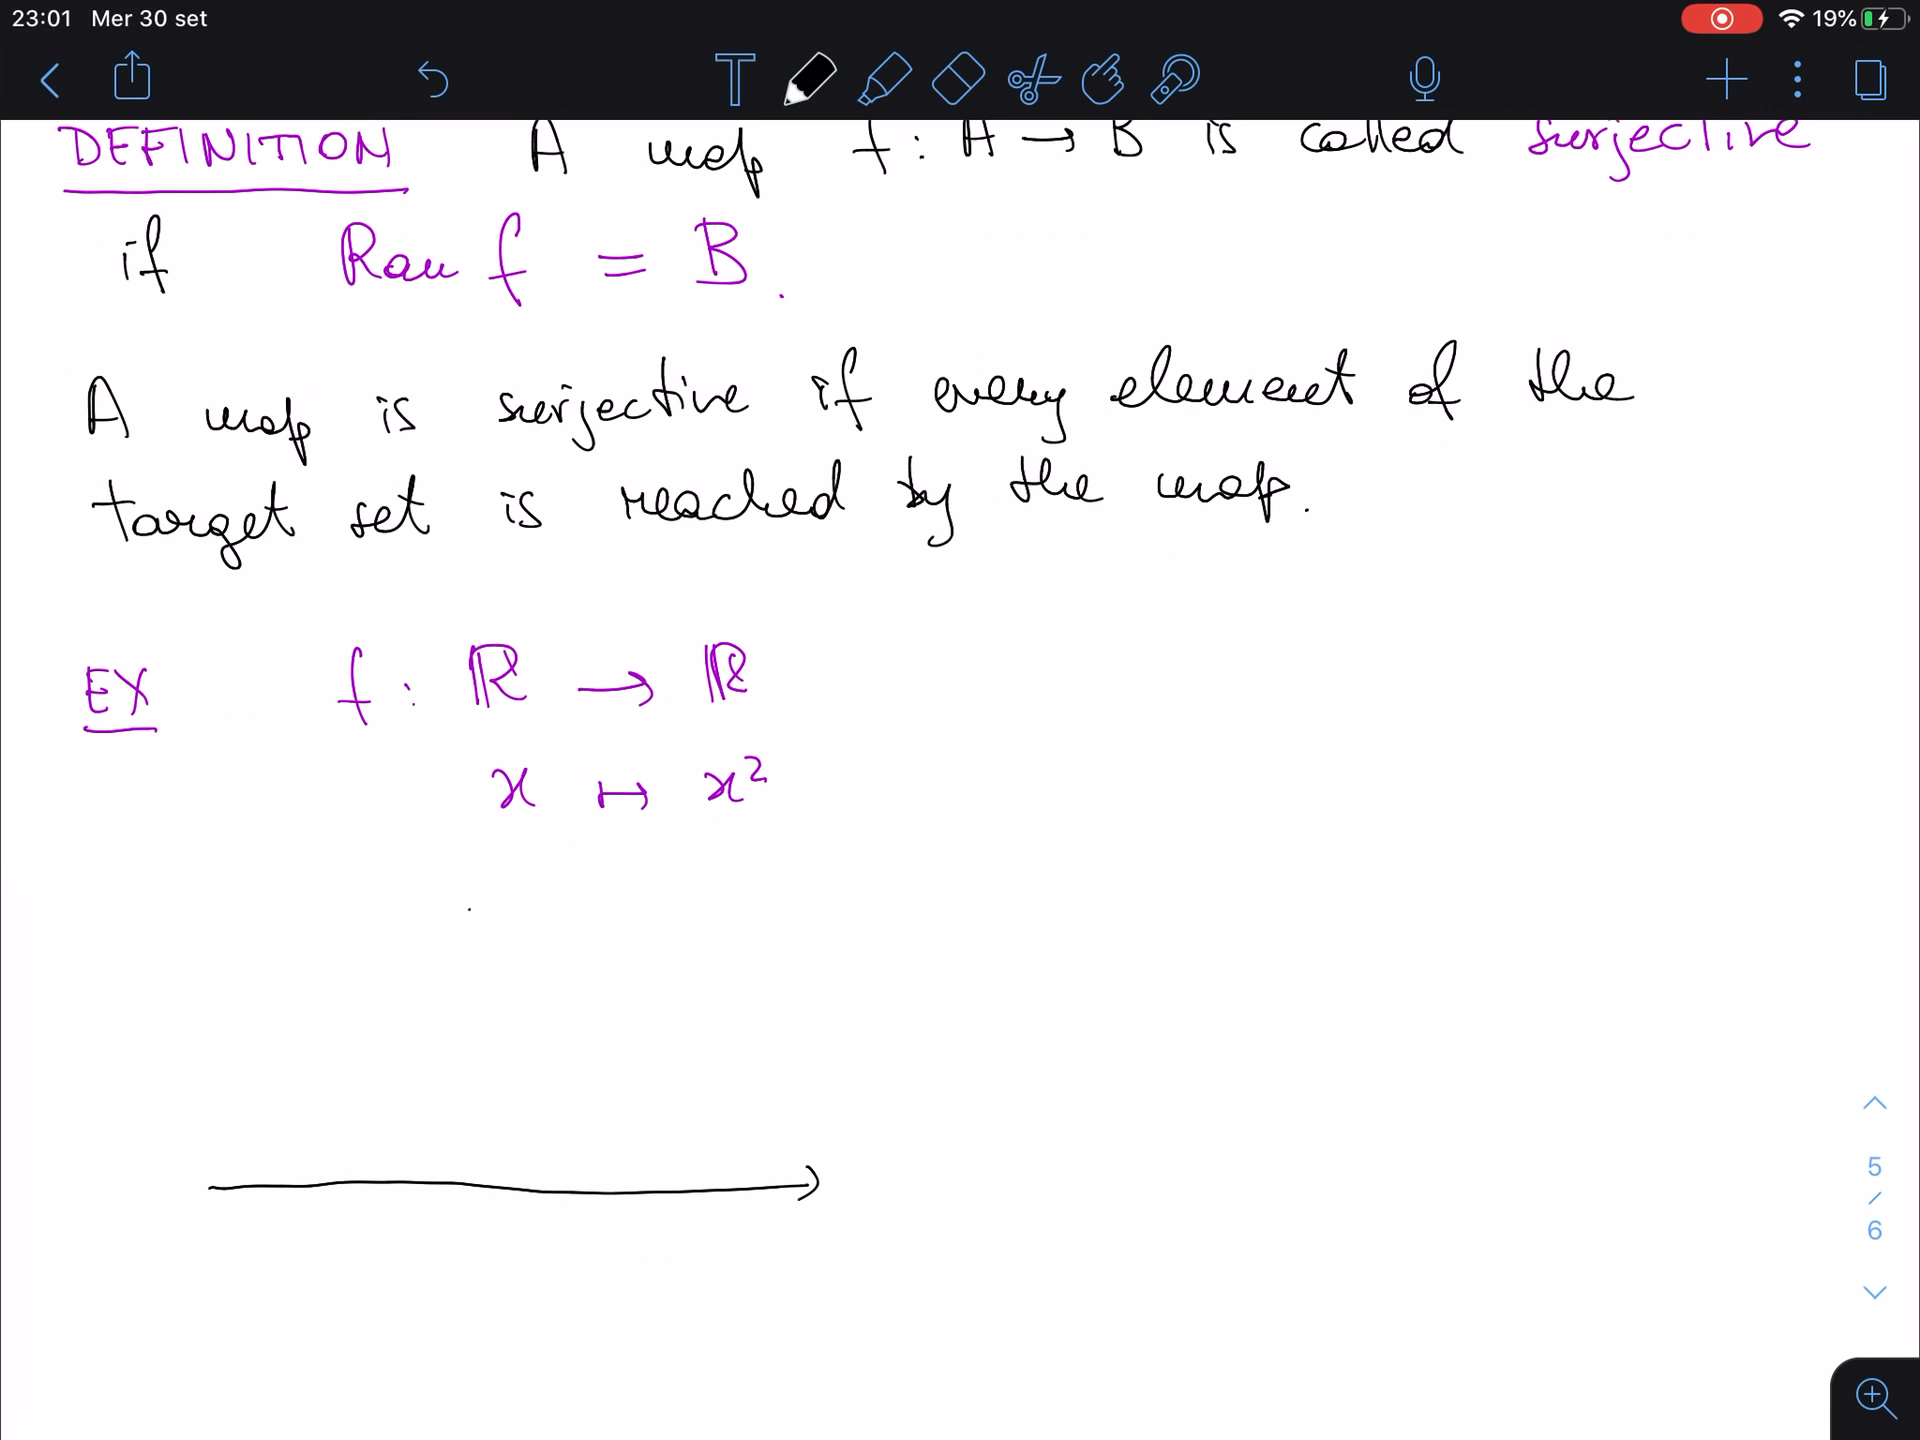 23:01 Mer 30 set 19%
DEFINITION A map f: A → B is called surjective
if Ran f = B.
A map is surjective if every element of the
target set is reached by the map.
EX f: ℝ → ℝ
x ↦ x²
5
/
6